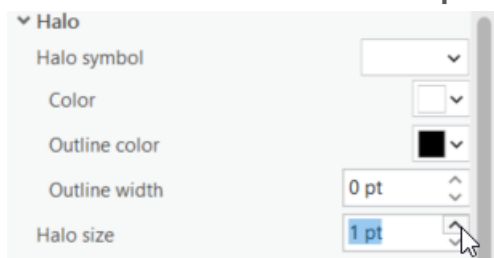 Halo
Halo symbol
Color
Outline color
Outline width 0 pt
Halo size 1 pt